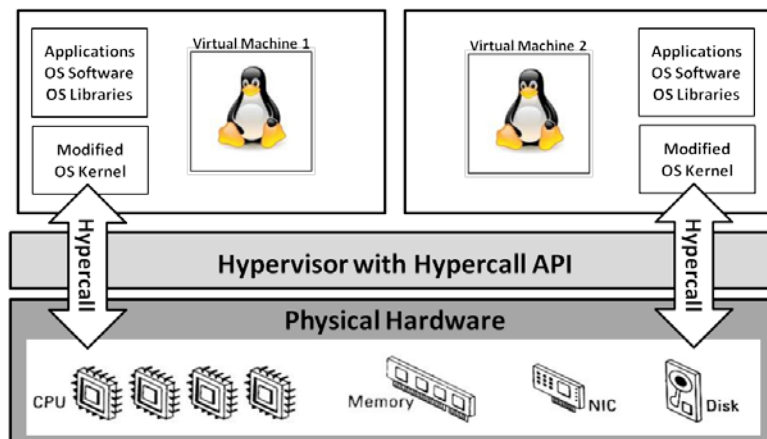 Applications
OS Software
OS Libraries
Virtual Machine 1
Modified
OS Kernel
Hypercall
Virtual Machine 2
Applications
OS Software
OS Libraries
Modified
OS Kernel
Hypercall
Hypervisor with Hypercall API
Physical Hardware
CPU
Memory
NIC
Disk